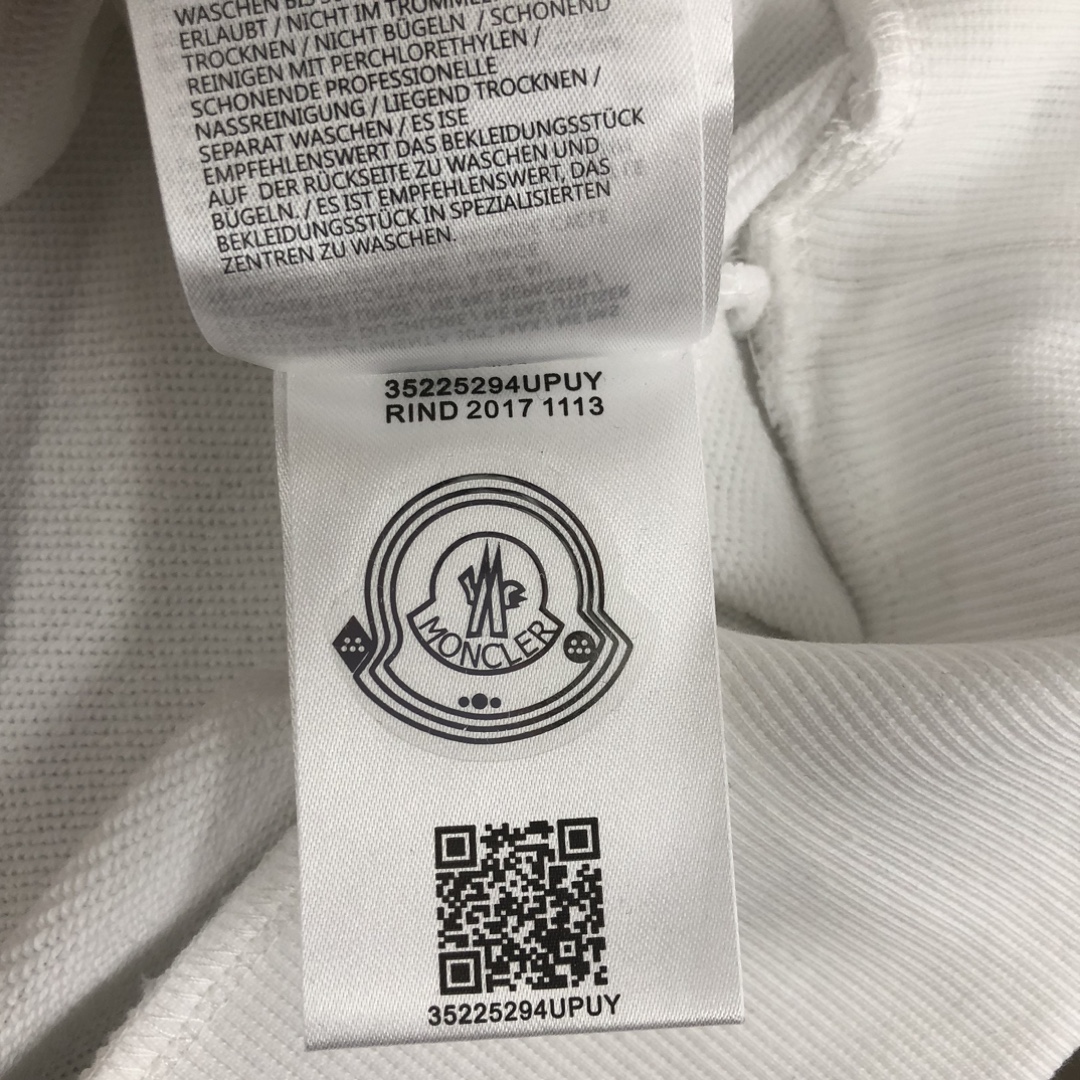 WASCHEN BIS
ERLAUBT / NICHT IM TROMMEL
TROCKNEN / NICHT BÜGELN / SCHONEND
REINIGEN MIT PERCHLORETHYLEN /
SCHONENDE PROFESSIONELLE
NASSREINIGUNG / LIEGEND TROCKNEN /
SEPARAT WASCHEN / ES ISE
EMPFEHLENSWERT DAS BEKLEIDUNGSSTÜCK
AUF DER RÜCKSEITE ZU WASCHEN UND
BÜGELN. / ES IST EMPFEHLENSWERT, DAS
BEKLEIDUNGSSTÜCK IN SPEZIALISIERTEN
ZENTREN ZU WASCHEN.
35225294UPUY
RIND 2017 1113
MONCLER
35225294UPUY